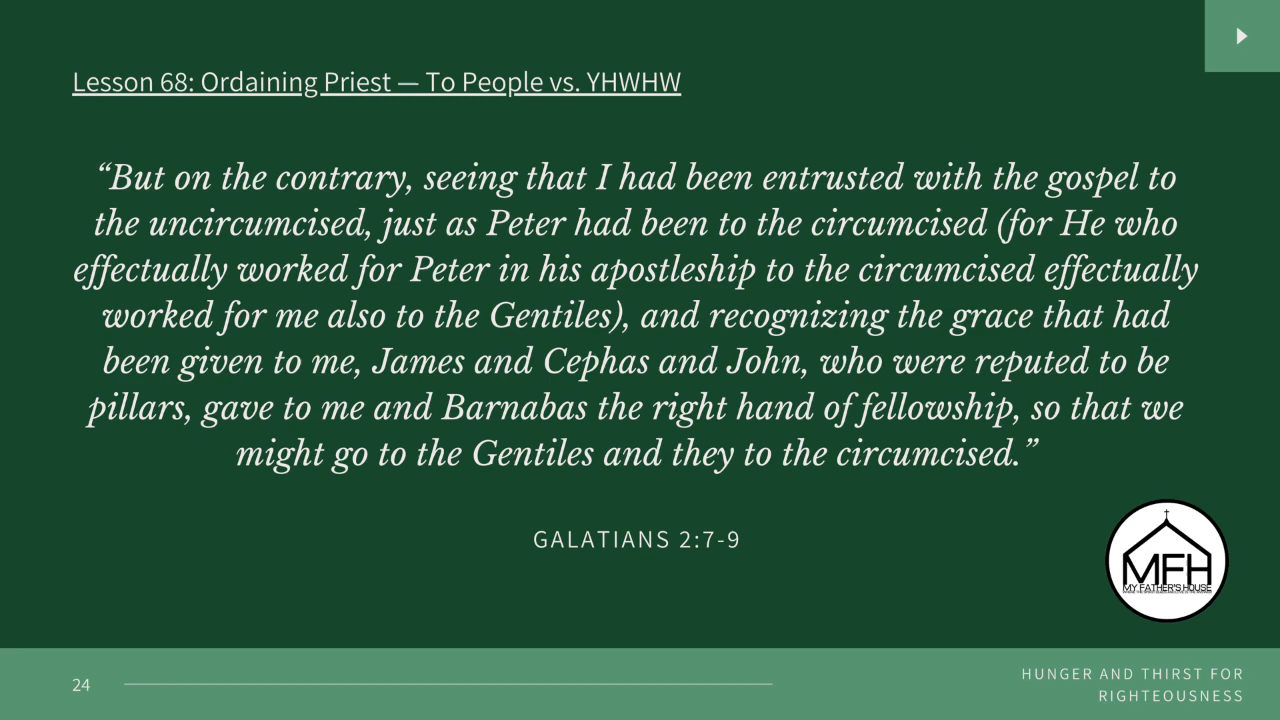 Lesson 68: Ordaining Priest — To People vs. YHWHW
“But on the contrary, seeing that I had been entrusted with the gospel to
the uncircumcised, just as Peter had been to the circumcised (for He who
effectually worked for Peter in his apostleship to the circumcised effectually
worked for me also to the Gentiles), and recognizing the grace that had
been given to me, James and Cephas and John, who were reputed to be
pillars, gave to me and Barnabas the right hand of fellowship, so that we
might go to the Gentiles and they to the circumcised.”
GALATIANS 2:7-9
MFH
MY FATHER'S HOUSE
24
HUNGER AND THIRST FOR
RIGHTEOUSNESS